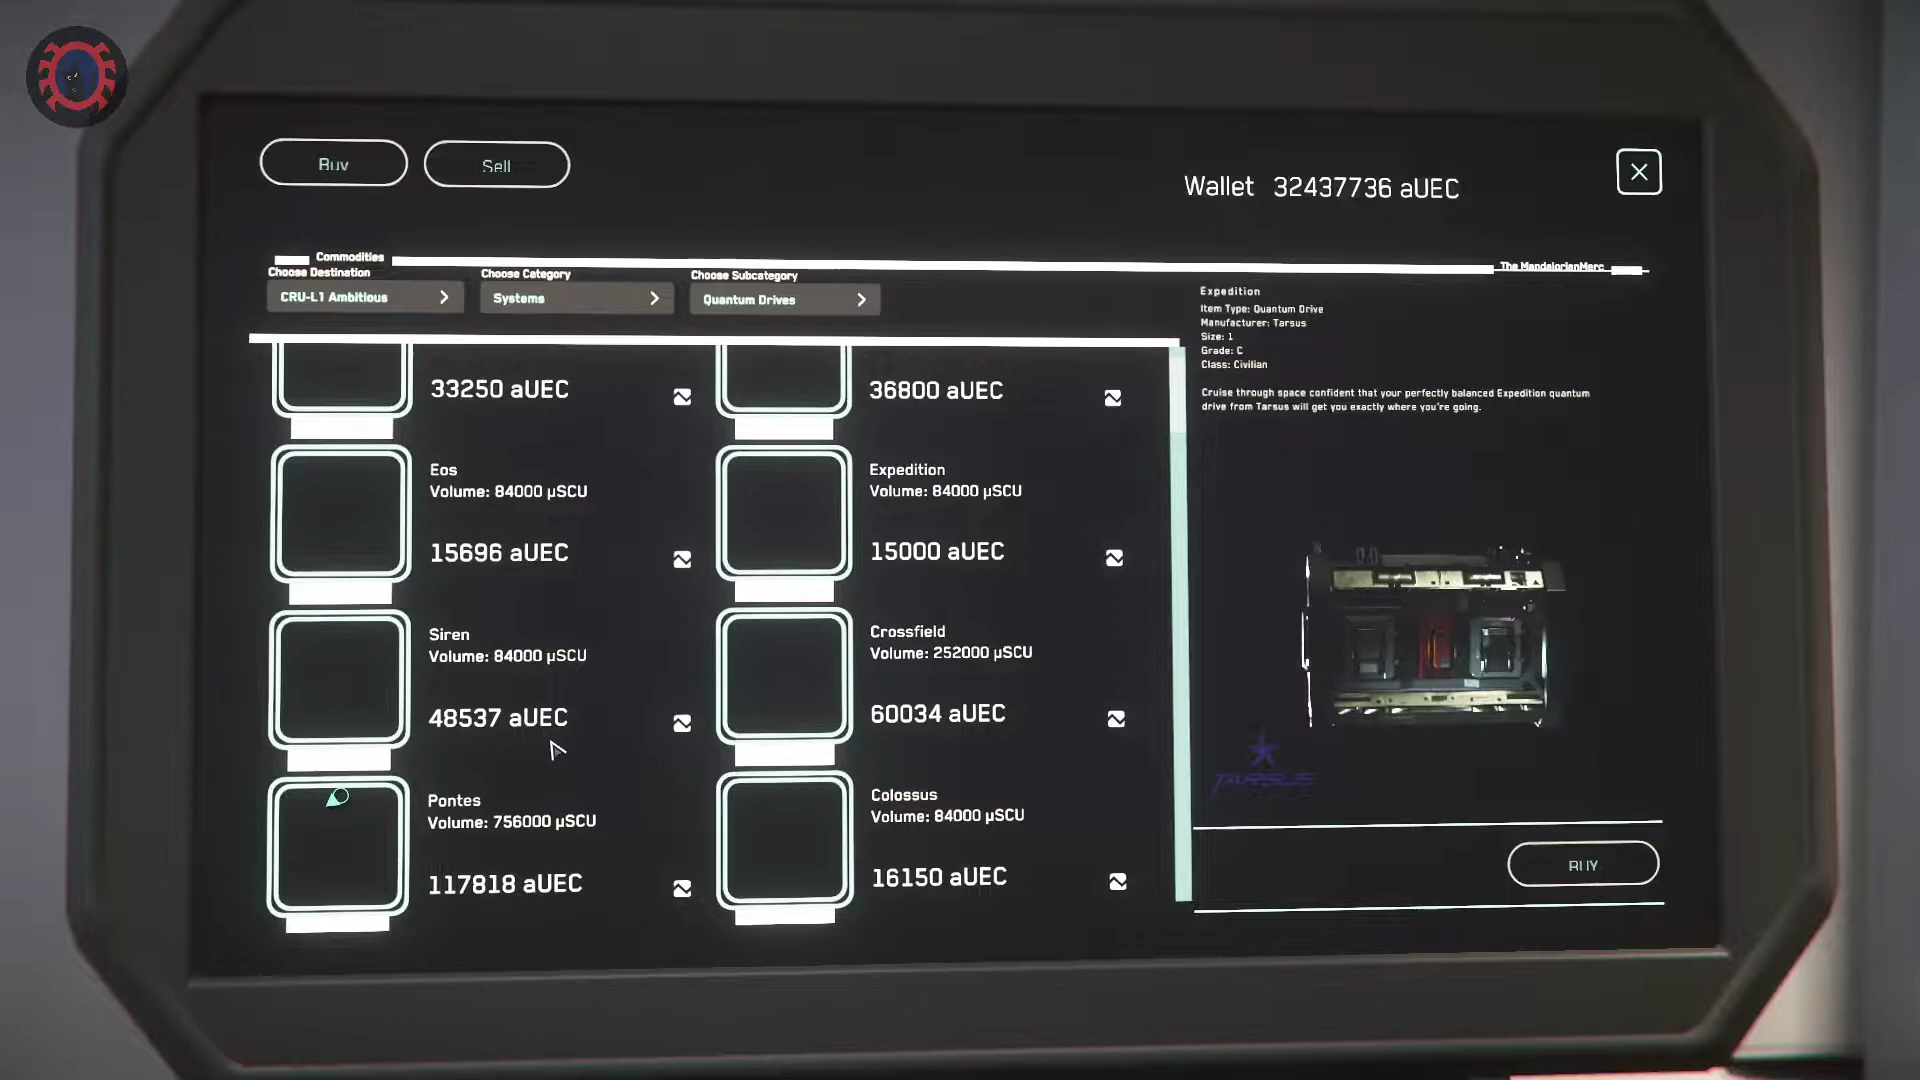 Buy
Sell
Wallet 32437736 aUEC
Commodities
The MandalorianMerc
Choose Destination
Choose Category
Choose Subcategory
CRU-L1 Ambitious
Systems
Quantum Drives
33250 aUEC
36800 aUEC
Eos
Volume: 84000 µSCU
15696 aUEC
Expedition
Volume: 84000 µSCU
15000 aUEC
Siren
Volume: 84000 µSCU
48537 aUEC
Crossfield
Volume: 252000 µSCU
60034 aUEC
Pontes
Volume: 756000 µSCU
117818 aUEC
Colossus
Volume: 84000 µSCU
16150 aUEC
Expedition
Item Type: Quantum Drive
Manufacturer: Tarsus
Size: 1
Grade: C
Class: Civilian
Cruise through space confident that your perfectly balanced Expedition quantum
drive from Tarsus will get you exactly where you're going.
TARSUS
BUY